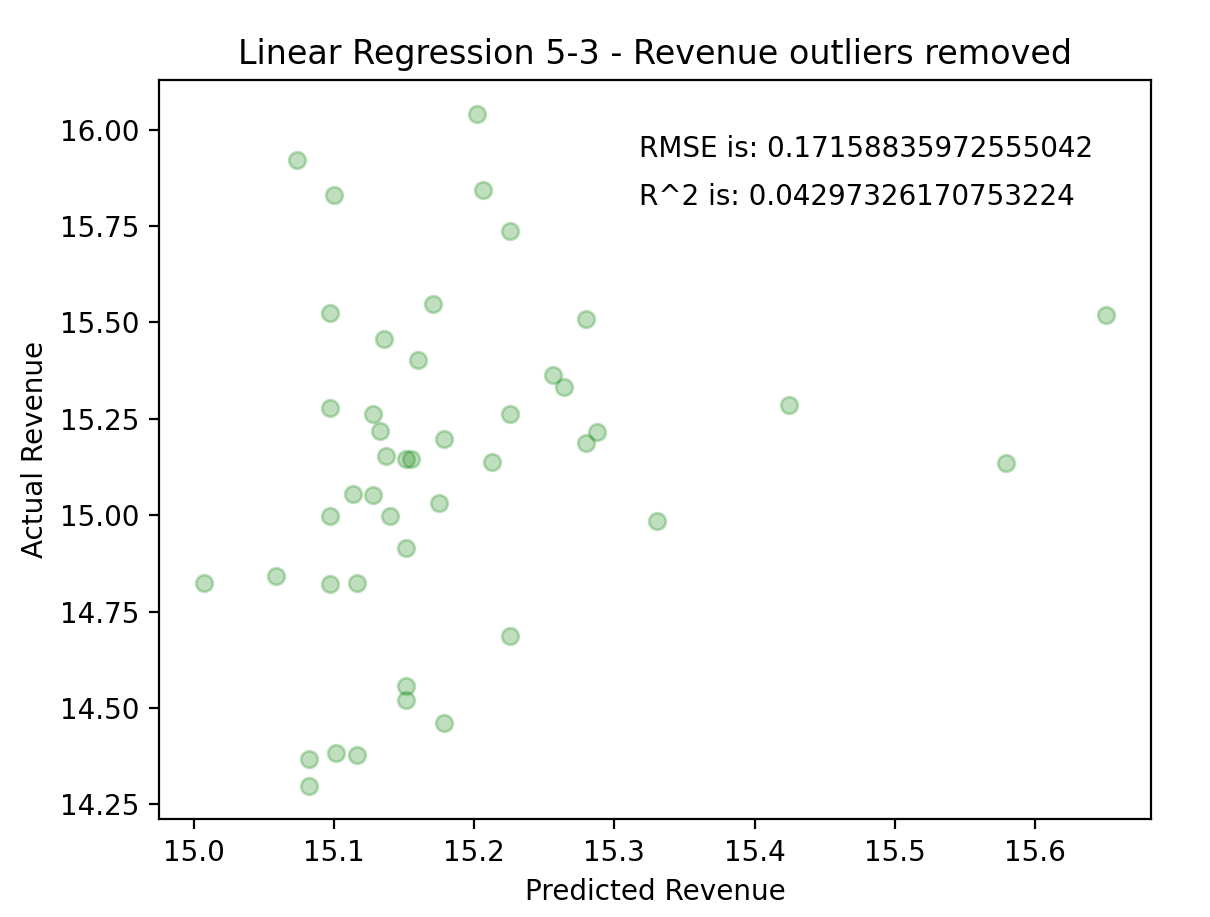 Linear Regression 5-3 - Revenue outliers removed
RMSE is: 0.17158835972555042
R^2 is: 0.04297326170753224
Actual Revenue
16.00
15.75
15.50
15.25
15.00
14.75
14.50
14.25
15.0 15.1 15.2 15.3 15.4 15.5 15.6
Predicted Revenue